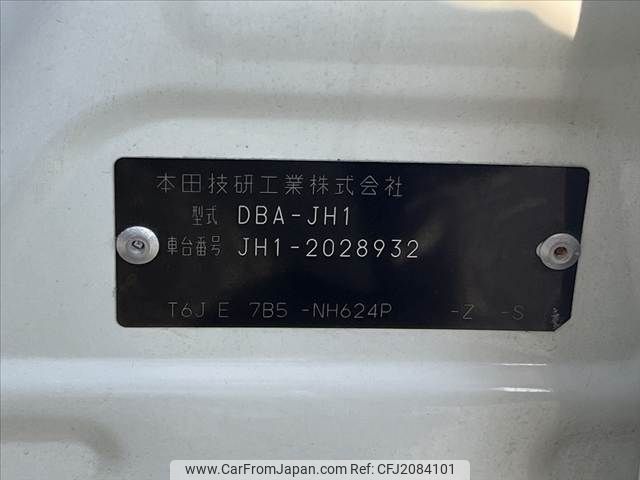 本田技研工業株式会社
型式 DBA-JH1
車台番号 JH1-2028932
T6J E 7B5 -NH624P -Z -S
www.CarFromJapan.com | Ref. No: CFJ2084101